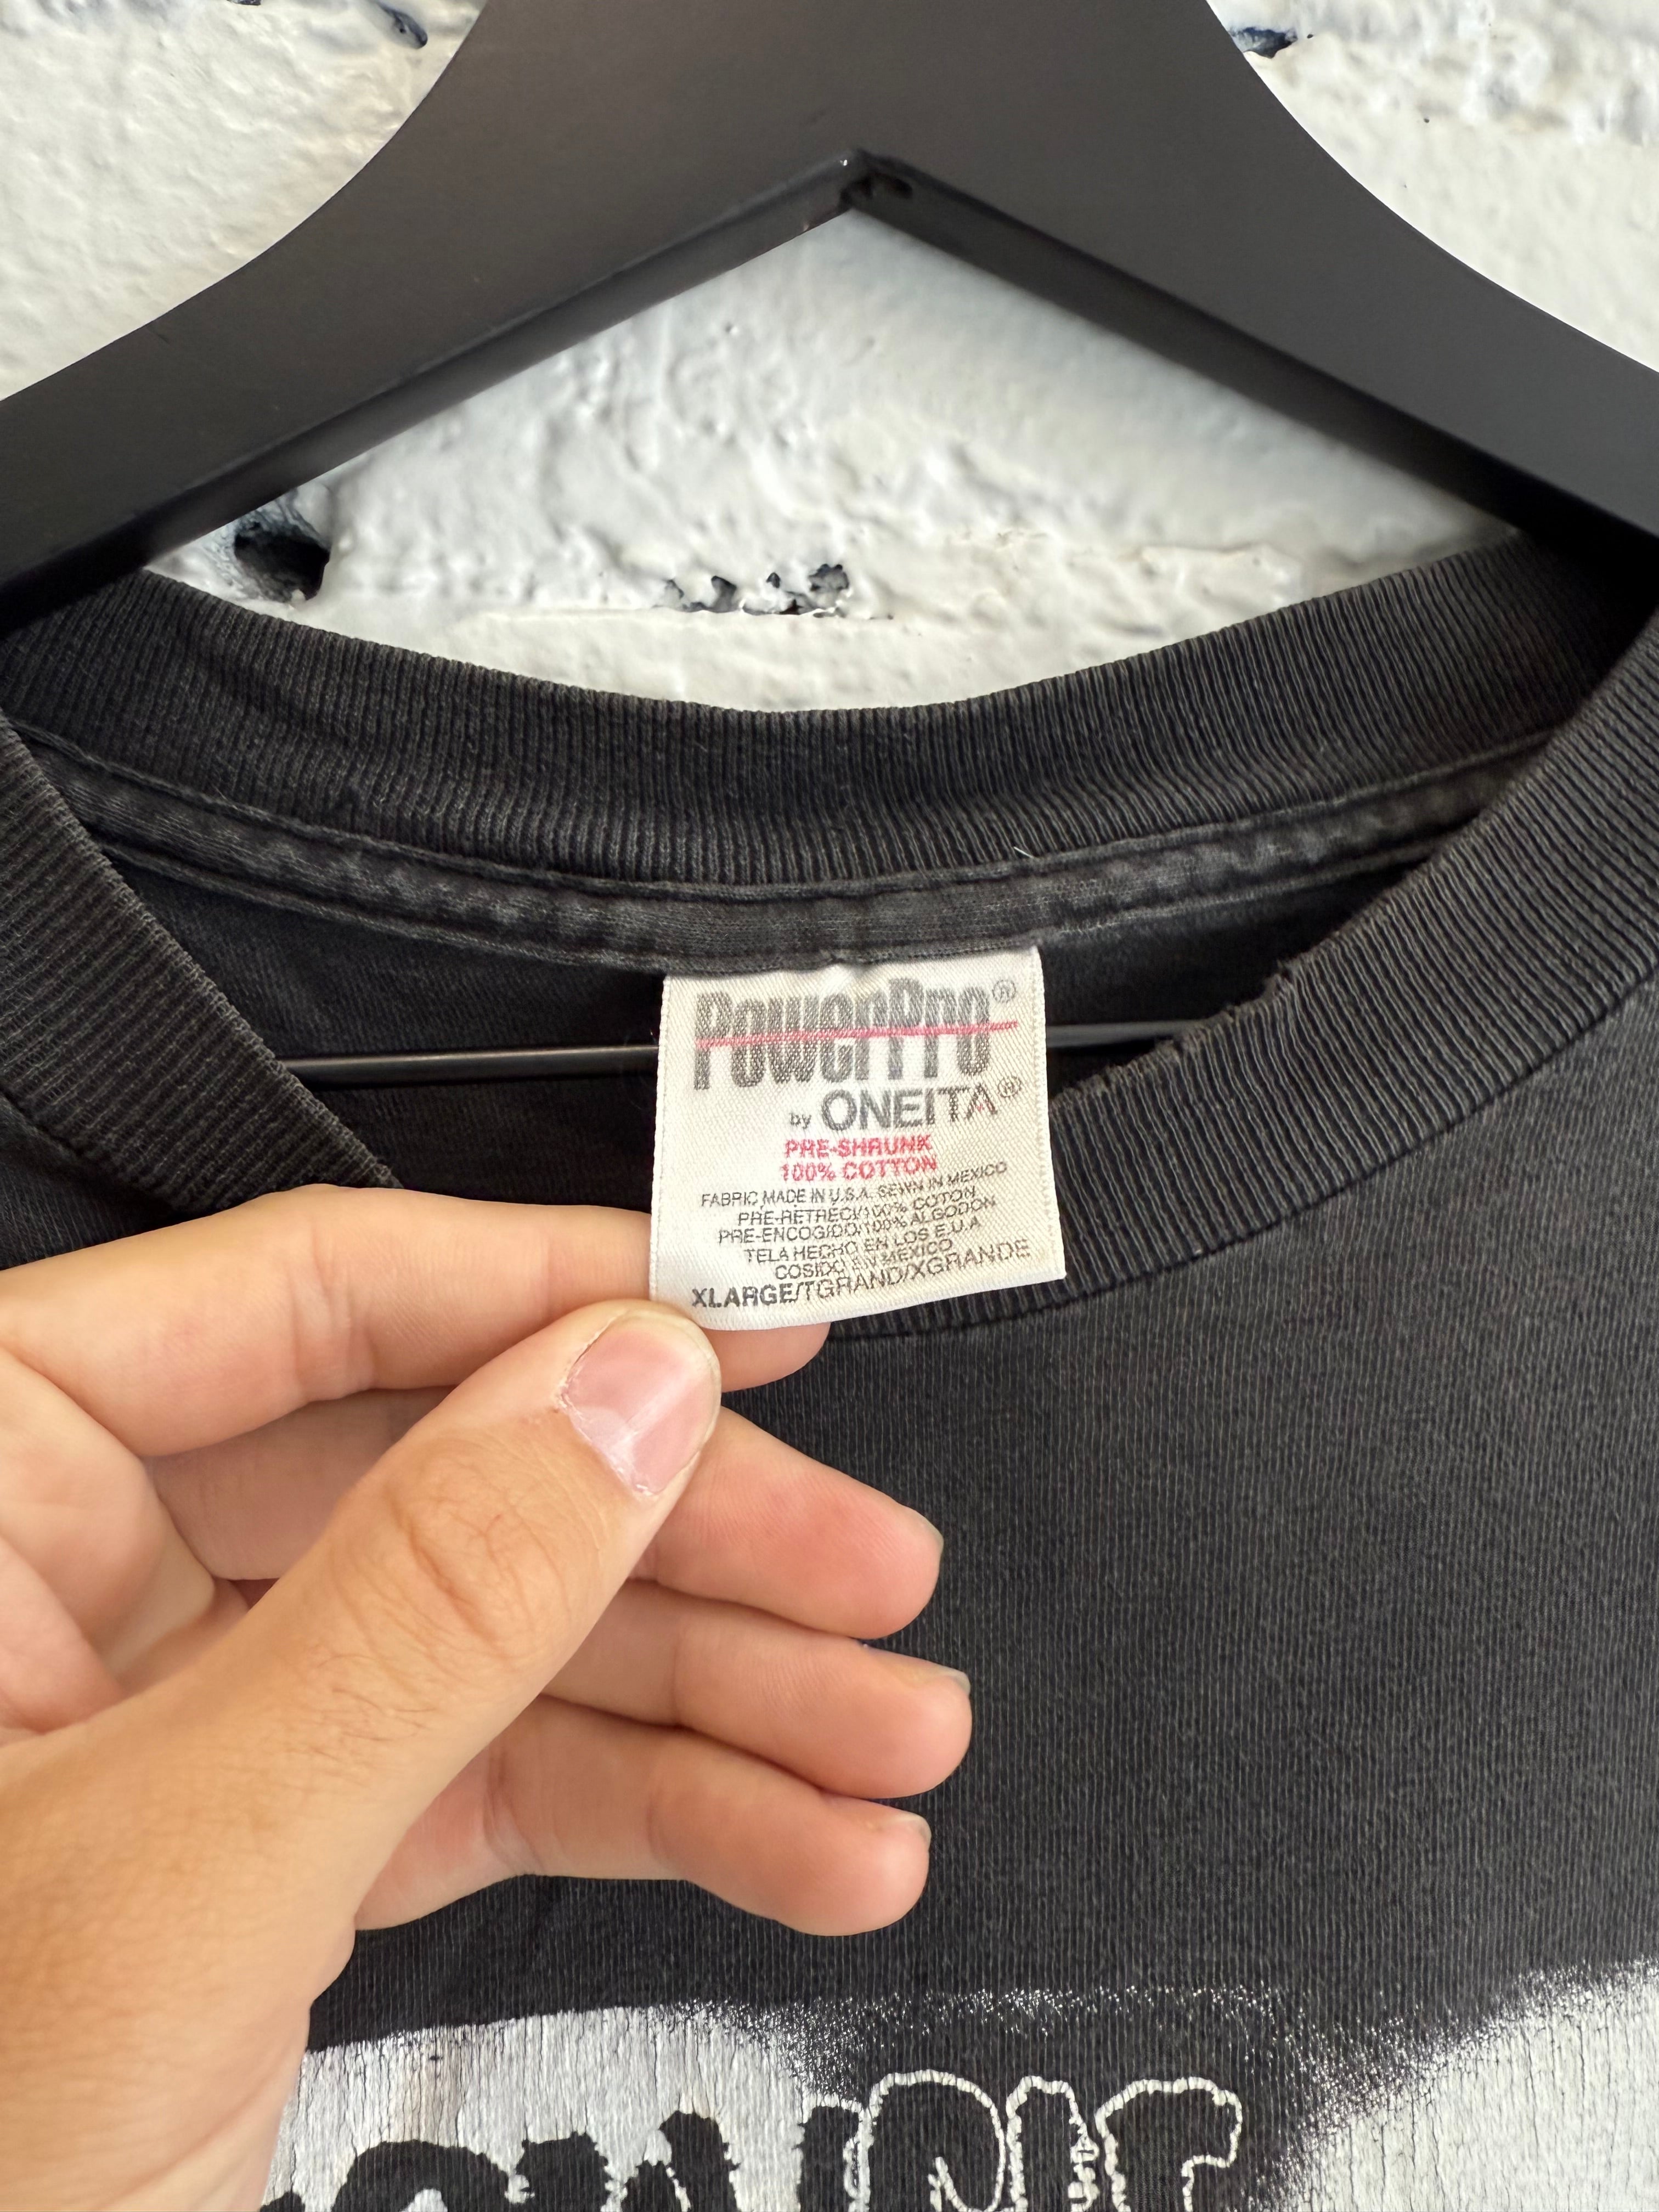 PowerPro®
by ONEITA®
PRE-SHRUNK
100% COTTON
FABRIC MADE IN U.S.A. SEWN IN MEXICO
PRE-RETRECI/100% COTON
PRE-ENCOGIDO/100% ALGODON
TELA HECHO EN LOS E.U.A
COSIDO EN MEXICO
XLARGE/TGRAND/XGRANDE